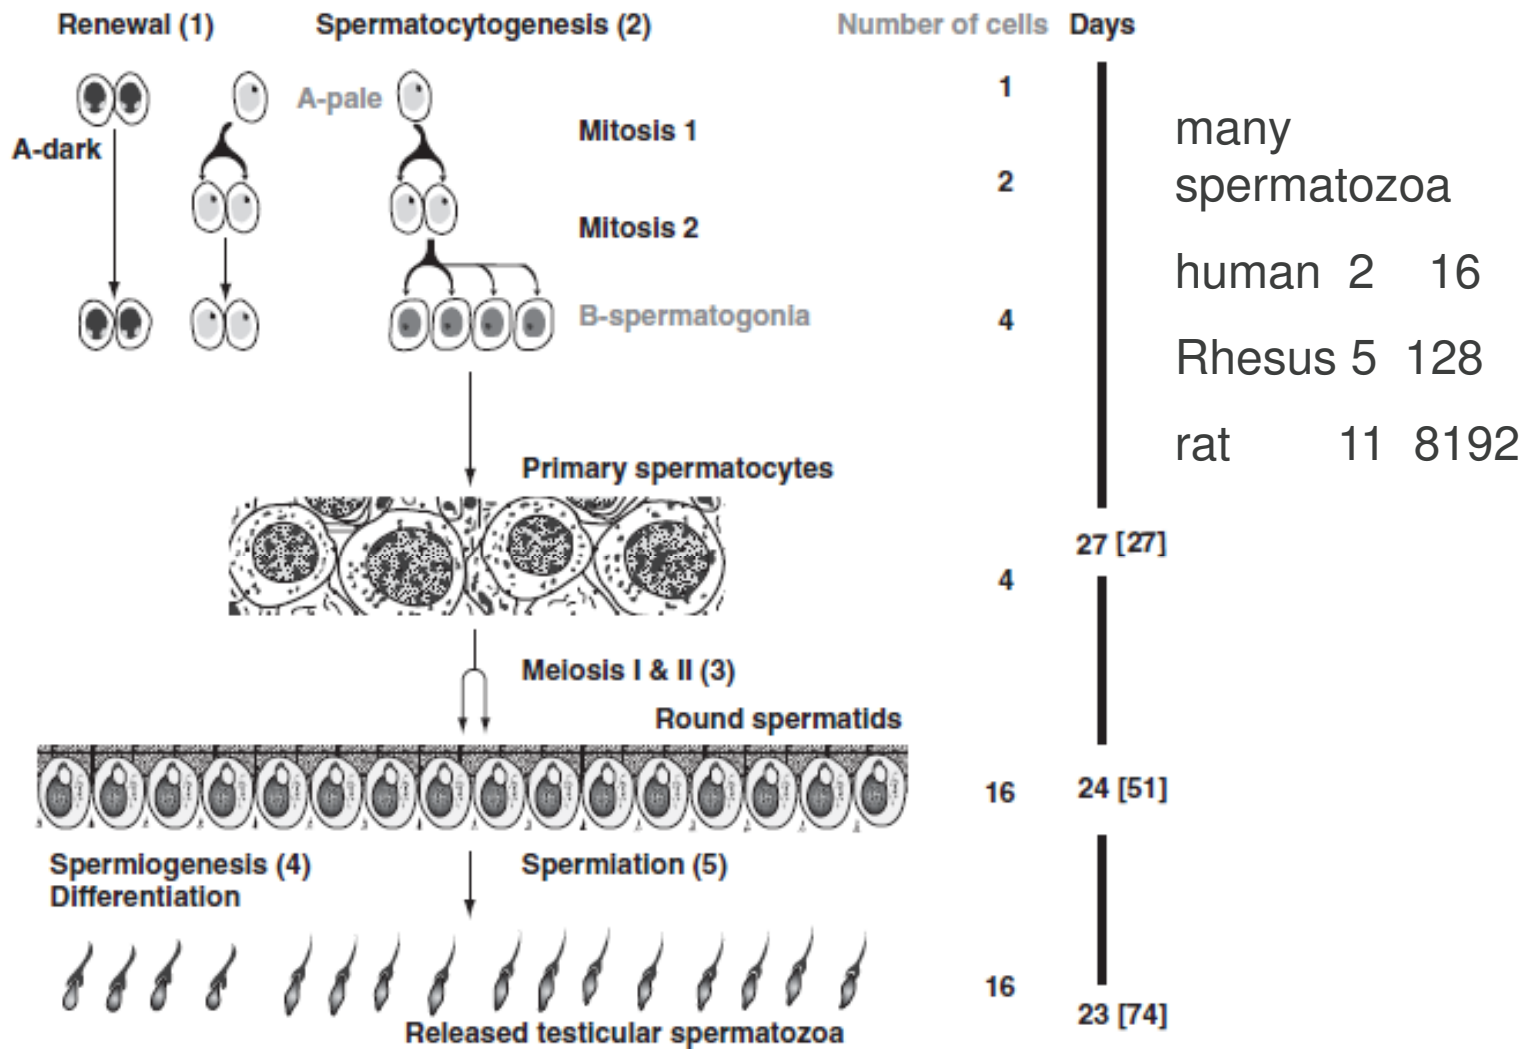 Renewal (1) Spermatocytogenesis (2) Number of cells Days
A-pale 1
A-dark Mitosis 1
2
Mitosis 2
B-spermatogonia 4
Primary spermatocytes
27 [27]
4
Meiosis I & II (3)
Round spermatids
16 24 [51]
Spermiogenesis (4) Spermiation (5)
Differentiation
16
23 [74]
Released testicular spermatozoa
many
spermatozoa
human 2 16
Rhesus 5 128
rat 11 8192